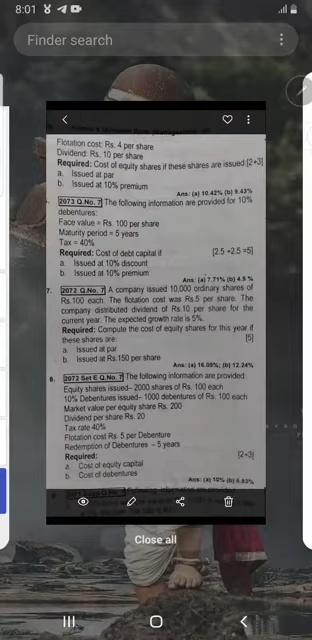 8:01
Finder search
Flotation cost: Rs. 4 per share
Dividend: Rs. 10 per share
Required: Cost of equity shares if these shares are issued:[2+3]
a. Issued at par
b. Issued at 10% premium
Ans: (a) 10.42% (b) 9.43%
2073 Q.No. 7 The following information are provided for 10%
debentures:
Face value = Rs. 100 per share
Maturity period = 5 years
Tax = 40%
Required: Cost of debt capital if [2.5 +2.5 =5]
a. Issued at 10% discount
b. Issued at 10% premium
Ans: (a) 7.71% (b) 4.5 %
7. 2072 Q.No. 7 A company issued 10,000 ordinary shares of
Rs.100 each. The flotation cost was Rs.5 per share. The
company distributed dividend of Rs.10 per share for the
current year. The expected growth rate is 5%.
Required: Compute the cost of equity shares for this year if
these shares are: [5]
a. Issued at par
b. Issued at Rs.150 per share
Ans: (a) 16.05%; (b) 12.24%
8. 2073 Set E Q.No. 7 The following information are provided:
Equity shares issued– 2000 shares of Rs. 100 each
10% Debentures issued– 1000 debentures of Rs. 100 each
Market value per equity share Rs. 200
Dividend per share Rs. 20
Tax rate 40%
Flotation cost Rs. 5 per Debenture
Redemption of Debentures – 5 years
Required: [2+3]
a. Cost of equity capital
b. Cost of debentures
Ans: (a) 10% (b) 6.83%
Close all